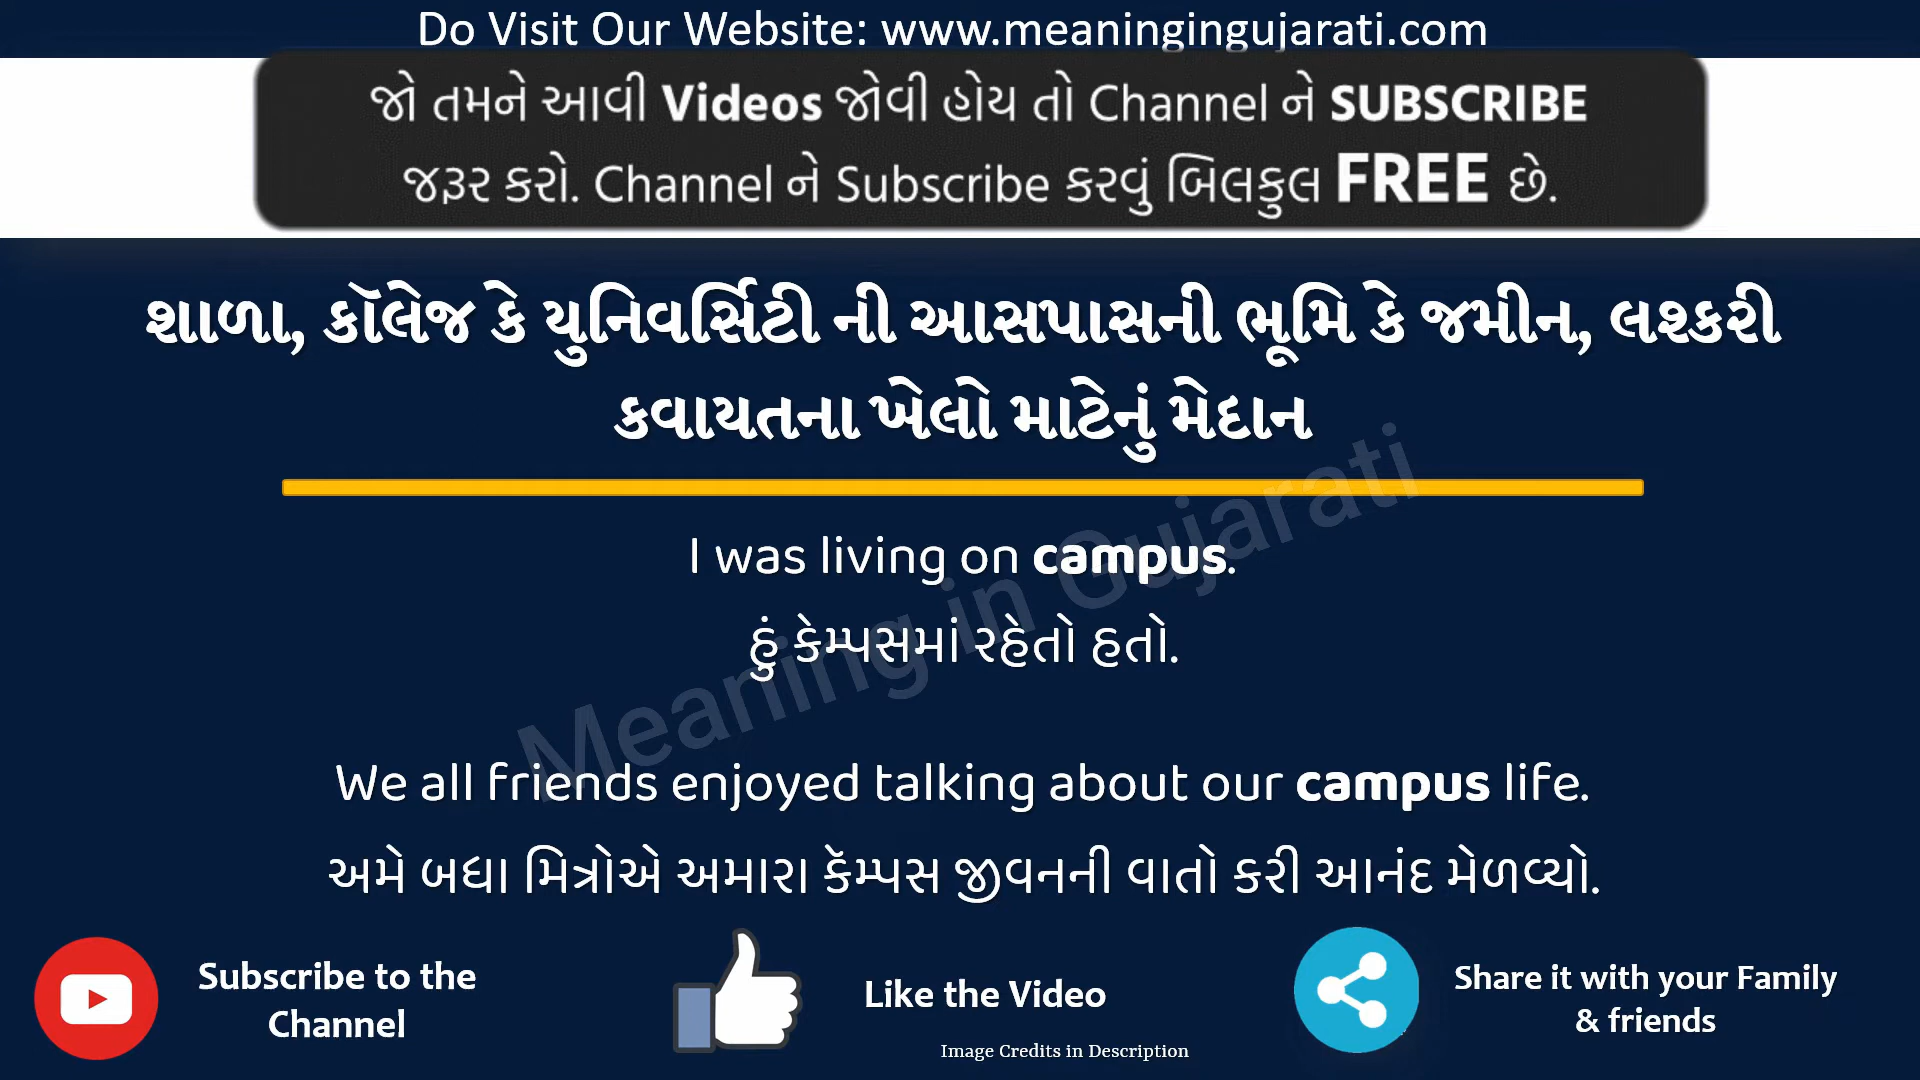 Do Visit Our Website: www.meaningingujarati.com
જો તમને આવી Videos જોવી હોય તો Channel ને SUBSCRIBE
જરૂર કરો. Channel ને Subscribe કરવું બિલકુલ FREE છે.
શાળા, કૉલેજ કે યુનિવર્સિટી ની આસપાસની ભૂમિ કે જમીન, લશ્કરી
કવાયતના ખેલો માટેનું મેદાન
I was living on campus.
હું કેમ્પસમાં રહેતો હતો.
Meaning in Gujarati
We all friends enjoyed talking about our campus life.
અમે બધા મિત્રોએ અમારા કૅમ્પસ જીવનની વાતો કરી આનંદ મેળવ્યો.
Subscribe to the
Channel
Like the Video
Share it with your Family
& friends
Image Credits in Description